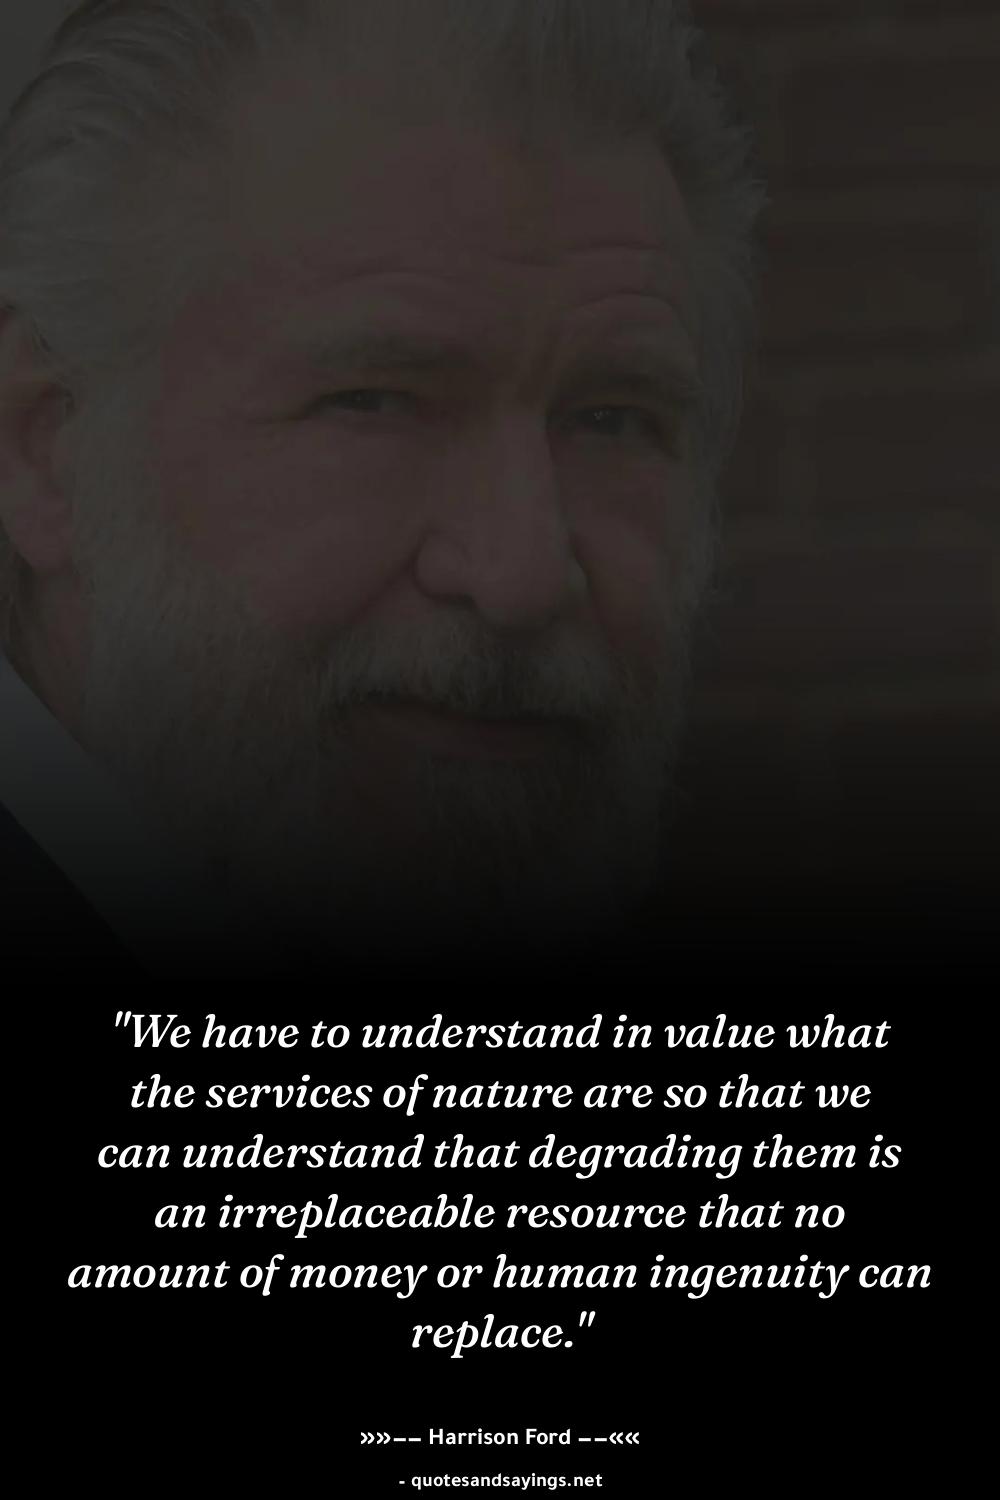 "We have to understand in value what
the services of nature are so that we
can understand that degrading them is
an irreplaceable resource that no
amount of money or human ingenuity can
replace."
»»−− Harrison Ford −−««
- quotesandsayings.net